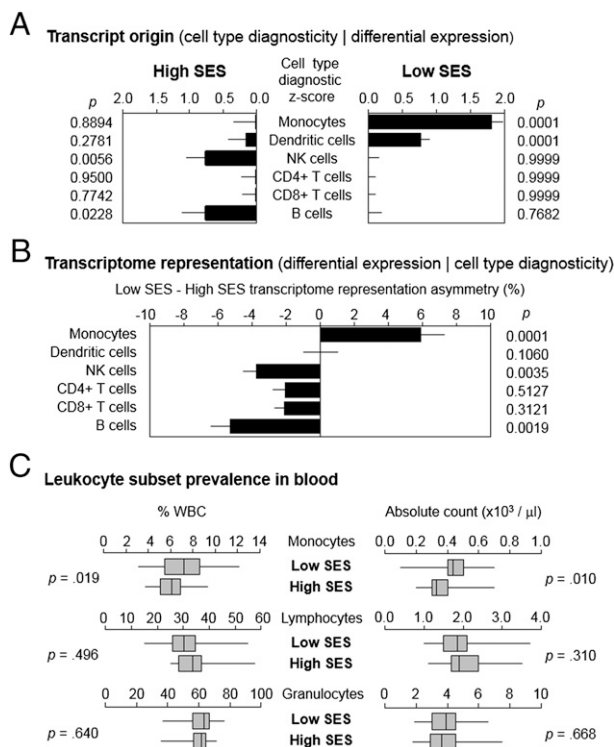 A Transcript origin (cell type diagnosticity | differential expression)
High SES Cell type diagnostic z-score Low SES
p 2.0 1.0 0.0 0.0 0.5 1.0 1.5 2.0 p
0.8894 Monocytes 0.0001
0.2781 Dendritic cells 0.0001
0.0056 NK cells 0.9999
0.9500 CD4+ T cells 0.9999
0.7742 CD8+ T cells 0.9999
0.0228 B cells 0.7682
B Transcriptome representation (differential expression | cell type diagnosticity)
Low SES - High SES transcriptome representation asymmetry (%)
-10 -8 -6 -4 -2 0 2 4 6 8 10 p
Monocytes 0.0001
Dendritic cells 0.1060
NK cells 0.0035
CD4+ T cells 0.5127
CD8+ T cells 0.3121
B cells 0.0019
C Leukocyte subset prevalence in blood
% WBC Absolute count (x10³ / µl)
0 2 4 6 8 10 12 14 Monocytes 0.0 0.2 0.4 0.6 0.8 1.0
p = .019 Low SES p = .010
High SES
0 10 20 30 40 50 60 Lymphocytes 0.0 1.0 2.0 3.0 4.0
p = .496 Low SES p = .310
High SES
0 20 40 60 80 100 Granulocytes 0 2 4 6 8 10
p = .640 Low SES p = .668
High SES